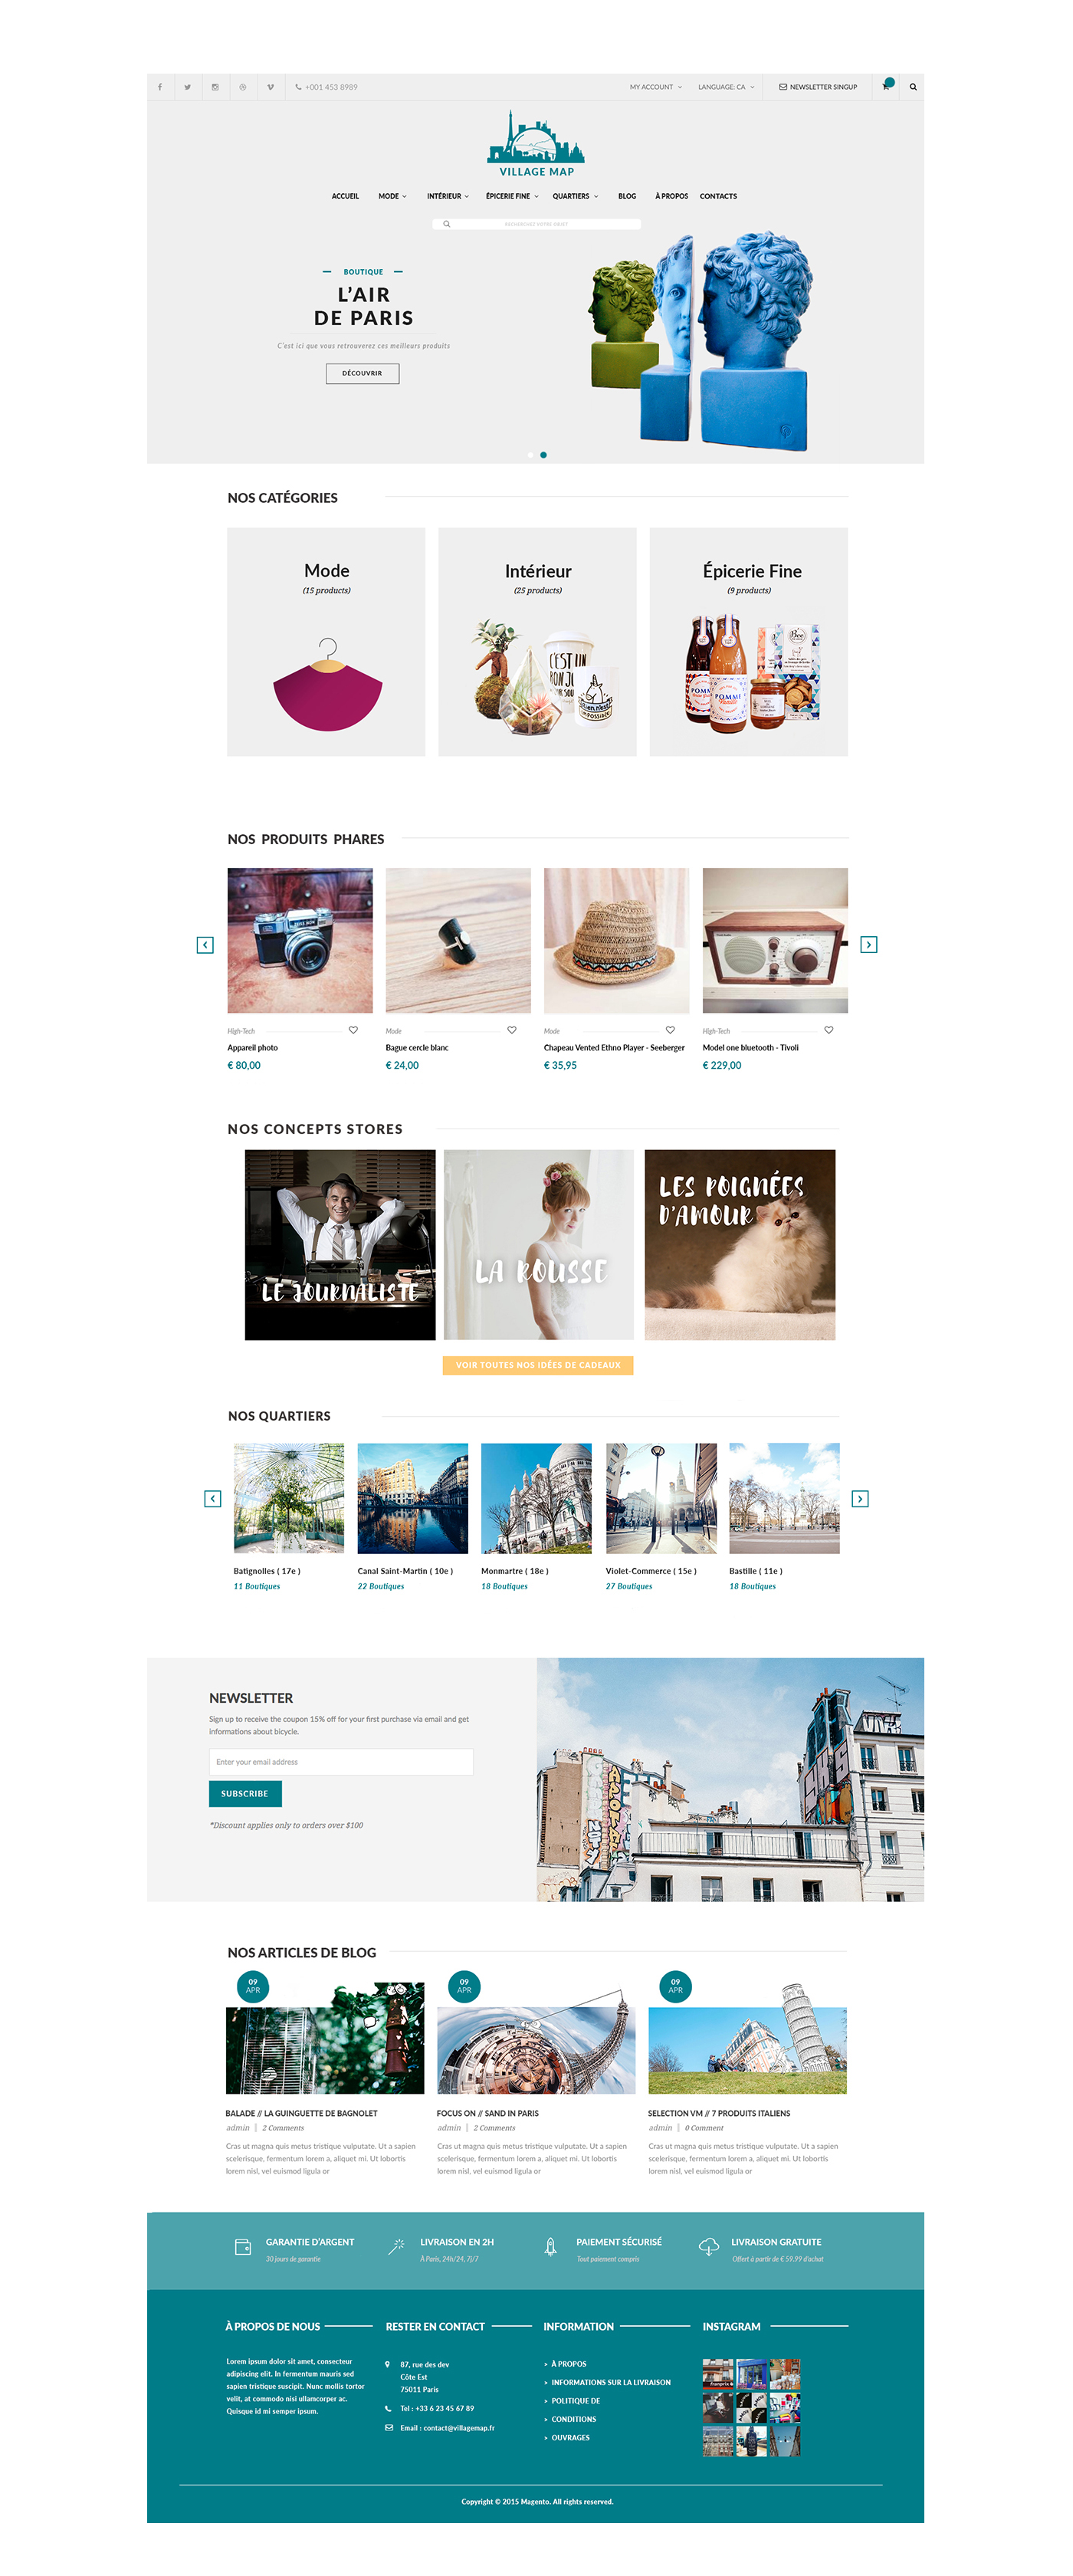 +001 453 8989
MY ACCOUNT
LANGUAGE: CA
NEWSLETTER SINGUP
VILLAGE MAP
ACCUEIL
MODE
INTÉRIEUR
ÉPICERIE FINE
QUARTIERS
BLOG
À PROPOS
CONTACTS
BOUTIQUE
L'AIR
DE PARIS
C'est ici que vous retrouverez ces meilleurs produits
DÉCOUVRIR
NOS CATÉGORIES
Mode
(15 products)
Intérieur
(25 products)
C'EST UN
Épicerie Fine
(9 products)
POMME
NOS PRODUITS PHARES
High-Tech
Appareil photo
€ 80,00
Mode
Bague cercle blanc
€ 24,00
Mode
Chapeau Vented Ethno Player - Seeberger
€ 35,95
High-Tech
Model one bluetooth - Tivoli
€ 229,00
NOS CONCEPTS STORES
LE JOURNALISTE
LA ROUSSE
LES POIGNÉES
D'AMOUR
VOIR TOUTES NOS IDÉES DE CADEAUX
NOS QUARTIERS
Batignolles ( 17e )
11 Boutiques
Canal Saint-Martin ( 10e )
22 Boutiques
Monmartre ( 18e )
18 Boutiques
Violet-Commerce ( 15e )
27 Boutiques
Bastille ( 11e )
18 Boutiques
NEWSLETTER
Sign up to receive the coupon 15% off for your first purchase via email and get
informations about bicycle.
Enter your email address
SUBSCRIBE
*Discount applies only to orders over $100
NOS ARTICLES DE BLOG
09
APR
BALADE // LA GUINGUETTE DE BAGNOLET
admin | 2 Comments
Cras ut magna quis metus tristique vulputate. Ut a sapien
scelerisque, fermentum lorem a, aliquet mi. Ut lobortis
lorem nisl, vel euismod ligula or
09
APR
FOCUS ON // SAND IN PARIS
admin | 2 Comments
Cras ut magna quis metus tristique vulputate. Ut a sapien
scelerisque, fermentum lorem a, aliquet mi. Ut lobortis
lorem nisl, vel euismod ligula or
09
APR
SELECTION VM // 7 PRODUITS ITALIENS
admin | 0 Comment
Cras ut magna quis metus tristique vulputate. Ut a sapien
scelerisque, fermentum lorem a, aliquet mi. Ut lobortis
lorem nisl, vel euismod ligula or
GARANTIE D'ARGENT
30 jours de garantie
LIVRAISON EN 2H
À Paris, 24h/24, 7j/7
PAIEMENT SÉCURISÉ
Tout paiement compris
LIVRAISON GRATUITE
Offert à partir de € 59,99 d'achat
À PROPOS DE NOUS
Lorem ipsum dolor sit amet, consecteur
adipiscing elit. In fermentum mauris sed
sapien tristique suscipit. Nunc mollis tortor
velit, at commodo nisi ullamcorper ac.
Quisque id mi semper ipsum.
RESTER EN CONTACT
87, rue des dev
Côte Est
75011 Paris
Tel : +33 6 23 45 67 89
Email : contact@villagemap.fr
INFORMATION
> À PROPOS
> INFORMATIONS SUR LA LIVRAISON
> POLITIQUE DE
> CONDITIONS
> OUVRAGES
INSTAGRAM
Copyright © 2015 Magento. All rights reserved.